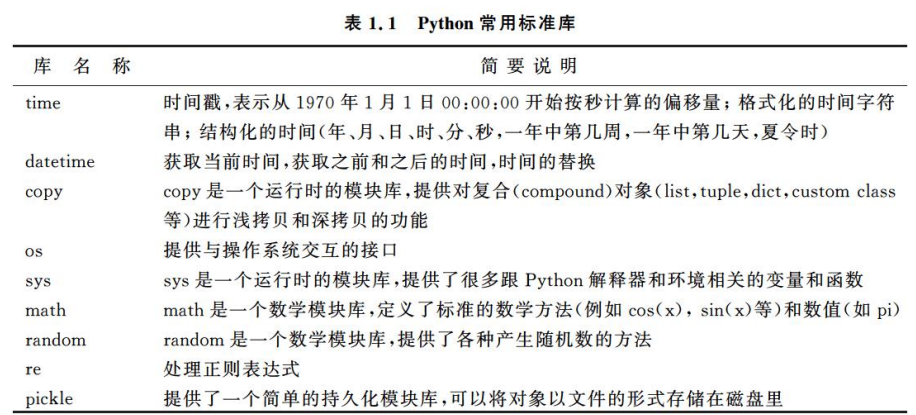 表 1.1 Python 常用标准库
库 名 称 简 要 说 明
time 时间戳,表示从 1970 年 1 月 1 日 00:00:00 开始按秒计算的偏移量;格式化的时间字符
串;结构化的时间(年、月、日、时、分、秒,一年中第几周,一年中第几天,夏令时)
datetime 获取当前时间,获取之前和之后的时间,时间的替换
copy copy 是一个运行时的模块库,提供对复合(compound)对象(list,tuple,dict,custom class
等)进行浅拷贝和深拷贝的功能
os 提供与操作系统交互的接口
sys sys 是一个运行时的模块库,提供了很多跟 Python 解释器和环境相关的变量和函数
math math 是一个数学模块库,定义了标准的数学方法(例如 cos(x), sin(x)等)和数值(如 pi)
random random 是一个数学模块库,提供了各种产生随机数的方法
re 处理正则表达式
pickle 提供了一个简单的持久化模块库,可以将对象以文件的形式存储在磁盘里